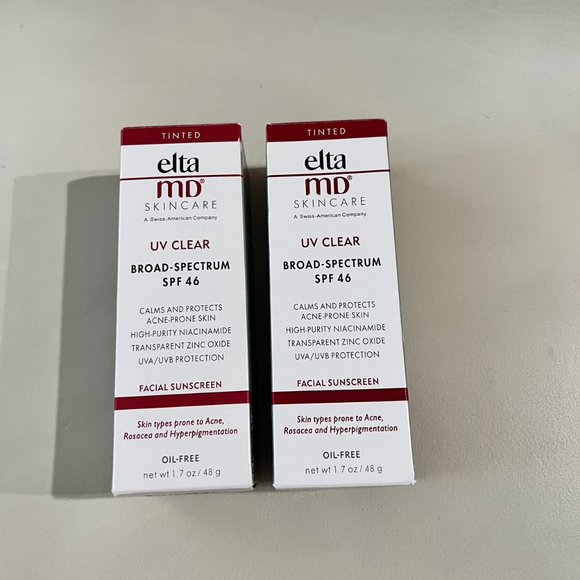 TINTED
elta
MD®
SKINCARE
A Swiss-American Company
UV CLEAR
BROAD-SPECTRUM
SPF 46
CALMS AND PROTECTS
ACNE-PRONE SKIN
HIGH-PURITY NIACINAMIDE
TRANSPARENT ZINC OXIDE
UVA/UVB PROTECTION
FACIAL SUNSCREEN
Skin types prone to Acne,
Rosacea and Hyperpigmentation
OIL-FREE
net wt 1.7 oz / 48 g
TINTED
elta
MD®
SKINCARE
A Swiss-American Company
UV CLEAR
BROAD-SPECTRUM
SPF 46
CALMS AND PROTECTS
ACNE-PRONE SKIN
HIGH-PURITY NIACINAMIDE
TRANSPARENT ZINC OXIDE
UVA/UVB PROTECTION
FACIAL SUNSCREEN
Skin types prone to Acne,
Rosacea and Hyperpigmentation
OIL-FREE
net wt 1.7 oz / 48 g